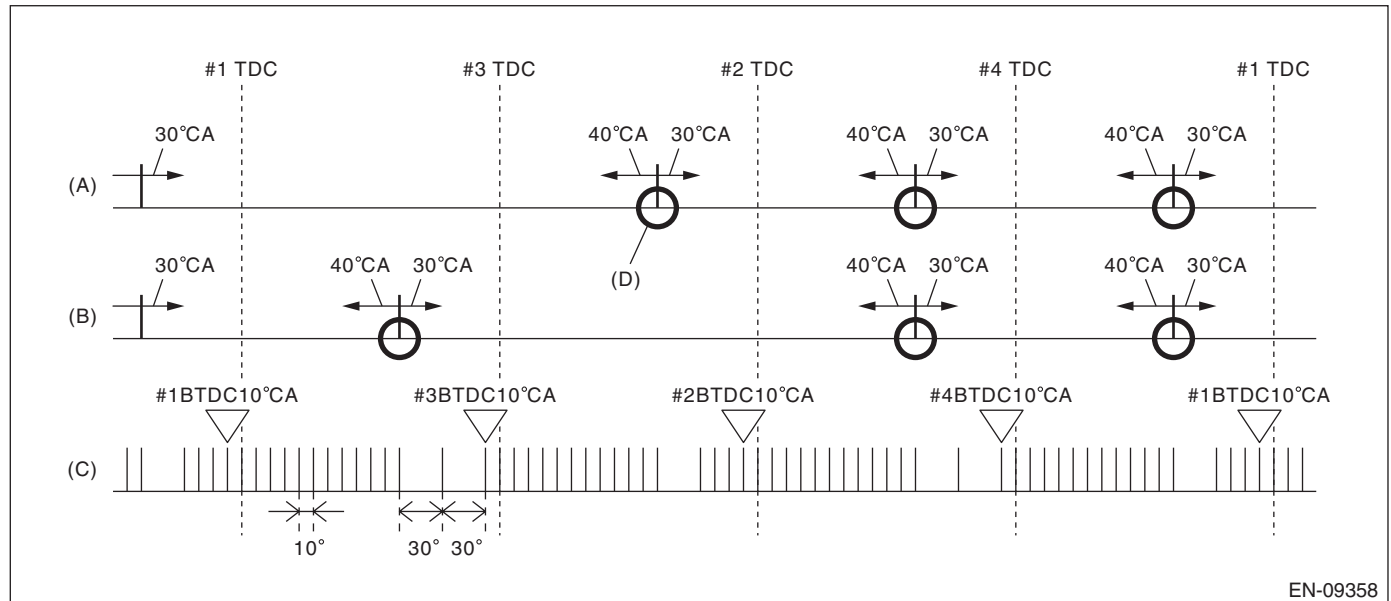 #1 TDC #3 TDC #2 TDC #4 TDC #1 TDC
30°CA 40°CA 30°CA 40°CA 30°CA 40°CA 30°CA
(A)
(D)
30°CA 40°CA 30°CA 40°CA 30°CA 40°CA 30°CA
(B)
#1BTDC10°CA #3BTDC10°CA #2BTDC10°CA #4BTDC10°CA #1BTDC10°CA
(C)
10° 30° 30°
EN-09358